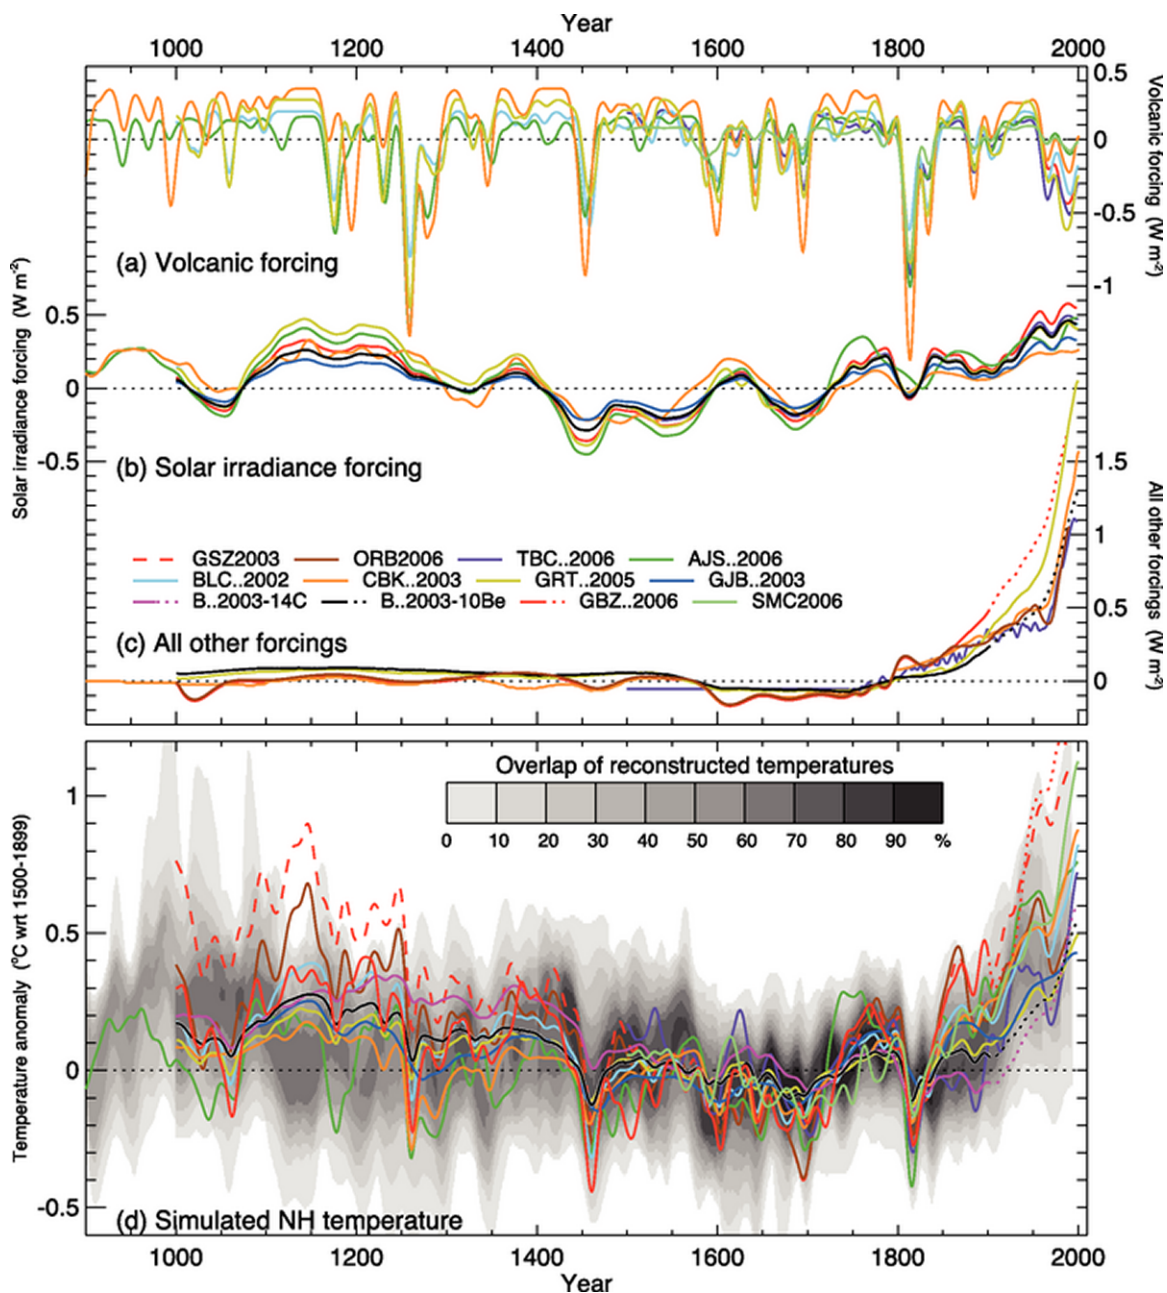 Year
1000 1200 1400 1600 1800 2000
0.5
0
-0.5
-1
Volcanic forcing (W m-2)
(a) Volcanic forcing
Solar irradiance forcing (W m-2)
0.5
0
-0.5
(b) Solar irradiance forcing
1.5
1
0.5
0
All other forcings (W m-2)
GSZ2003 ORB2006 TBC..2006 AJS..2006
BLC..2002 CBK..2003 GRT..2005 GJB..2003
B..2003-14C B..2003-10Be GBZ..2006 SMC2006
(c) All other forcings
Overlap of reconstructed temperatures
0 10 20 30 40 50 60 70 80 90 %
Temperature anomaly (°C wrt 1500-1899)
1
0.5
0
-0.5
(d) Simulated NH temperature
1000 1200 1400 1600 1800 2000
Year